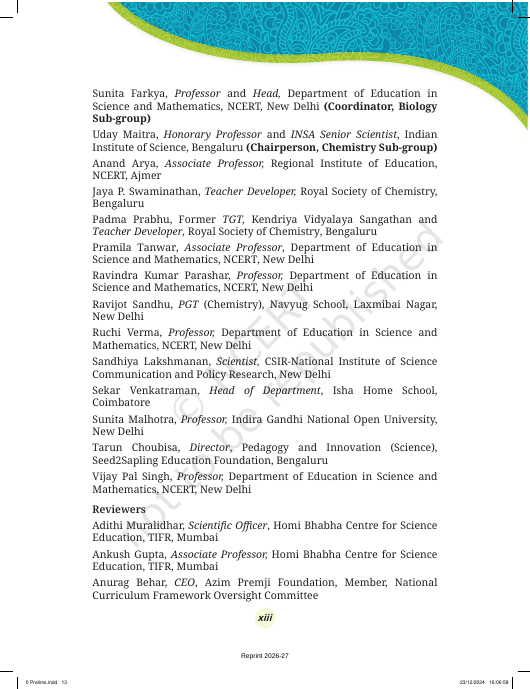 Sunita Farkya, Professor and Head, Department of Education in
Science and Mathematics, NCERT, New Delhi (Coordinator, Biology
Sub-group)
Uday Maitra, Honorary Professor and INSA Senior Scientist, Indian
Institute of Science, Bengaluru (Chairperson, Chemistry Sub-group)
Anand Arya, Associate Professor, Regional Institute of Education,
NCERT, Ajmer
Jaya P. Swaminathan, Teacher Developer, Royal Society of Chemistry,
Bengaluru
Padma Prabhu, Former TGT, Kendriya Vidyalaya Sangathan and
Teacher Developer, Royal Society of Chemistry, Bengaluru
Pramila Tanwar, Associate Professor, Department of Education in
Science and Mathematics, NCERT, New Delhi
Ravindra Kumar Parashar, Professor, Department of Education in
Science and Mathematics, NCERT, New Delhi
Ravijot Sandhu, PGT (Chemistry), Navyug School, Laxmibai Nagar,
New Delhi
Ruchi Verma, Professor, Department of Education in Science and
Mathematics, NCERT, New Delhi
Sandhiya Lakshmanan, Scientist, CSIR-National Institute of Science
Communication and Policy Research, New Delhi
Sekar Venkatraman, Head of Department, Isha Home School,
Coimbatore
Sunita Malhotra, Professor, Indira Gandhi National Open University,
New Delhi
Tarun Choubisa, Director, Pedagogy and Innovation (Science),
Seed2Sapling Education Foundation, Bengaluru
Vijay Pal Singh, Professor, Department of Education in Science and
Mathematics, NCERT, New Delhi
Reviewers
Adithi Muralidhar, Scientific Officer, Homi Bhabha Centre for Science
Education, TIFR, Mumbai
Ankush Gupta, Associate Professor, Homi Bhabha Centre for Science
Education, TIFR, Mumbai
Anurag Behar, CEO, Azim Premji Foundation, Member, National
Curriculum Framework Oversight Committee
© NCERT
not to be republished
xiii
Reprint 2026-27
0 Prelims.indd 13
23/12/2024 16:06:58